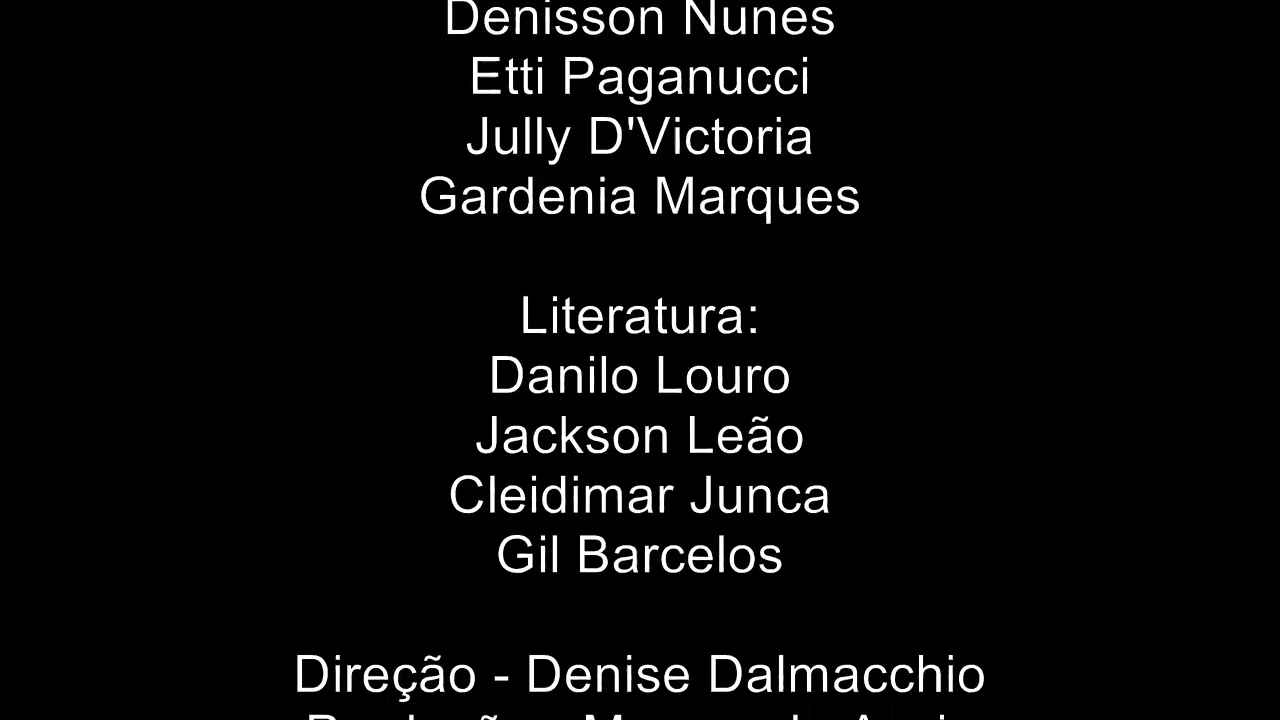 Denisson Nunes
Etti Paganucci
Jully D'Victoria
Gardenia Marques
Literatura:
Danilo Louro
Jackson Leão
Cleidimar Junca
Gil Barcelos
Direção - Denise Dalmacchio